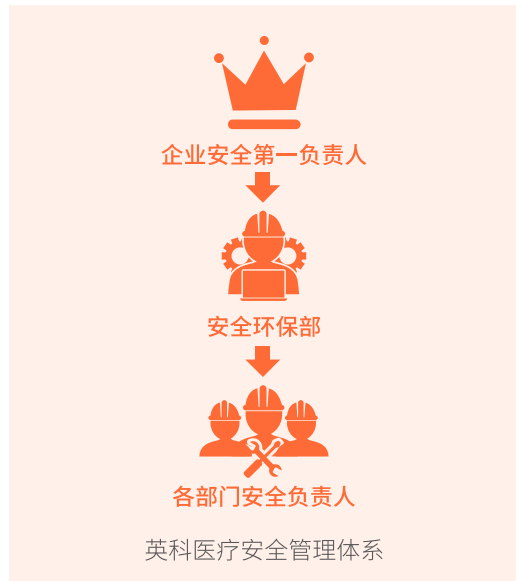 企业安全第一负责人
安全环保部
各部门安全负责人
英科医疗安全管理体系